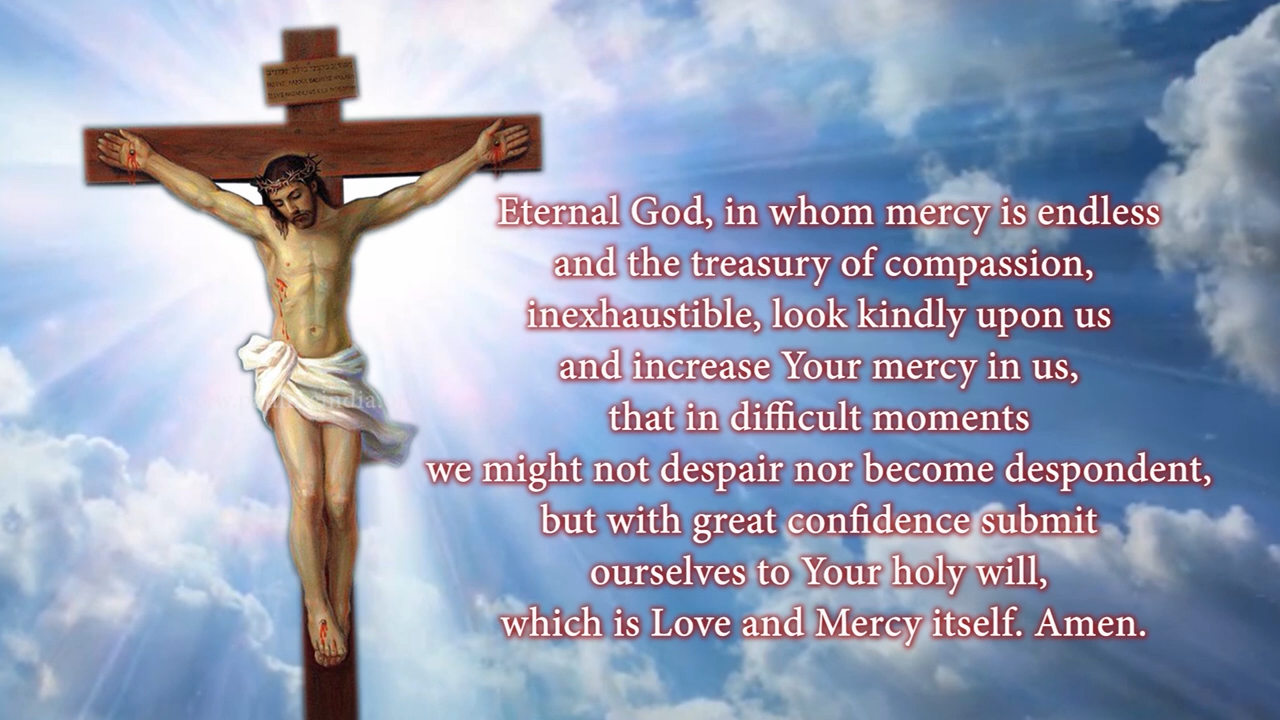 Eternal God, in whom mercy is endless
and the treasury of compassion,
inexhaustible, look kindly upon us
and increase Your mercy in us,
that in difficult moments
we might not despair nor become despondent,
but with great confidence submit
ourselves to Your holy will,
which is Love and Mercy itself. Amen.